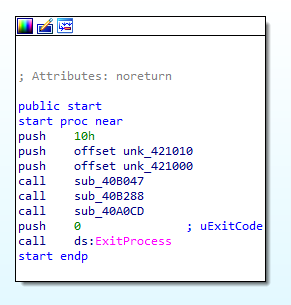 ; Attributes: noreturn
public start
start proc near
push 10h
push offset unk_421010
push offset unk_421000
call sub_40B047
call sub_40B288
call sub_40A0CD
push 0 ; uExitCode
call ds:ExitProcess
start endp